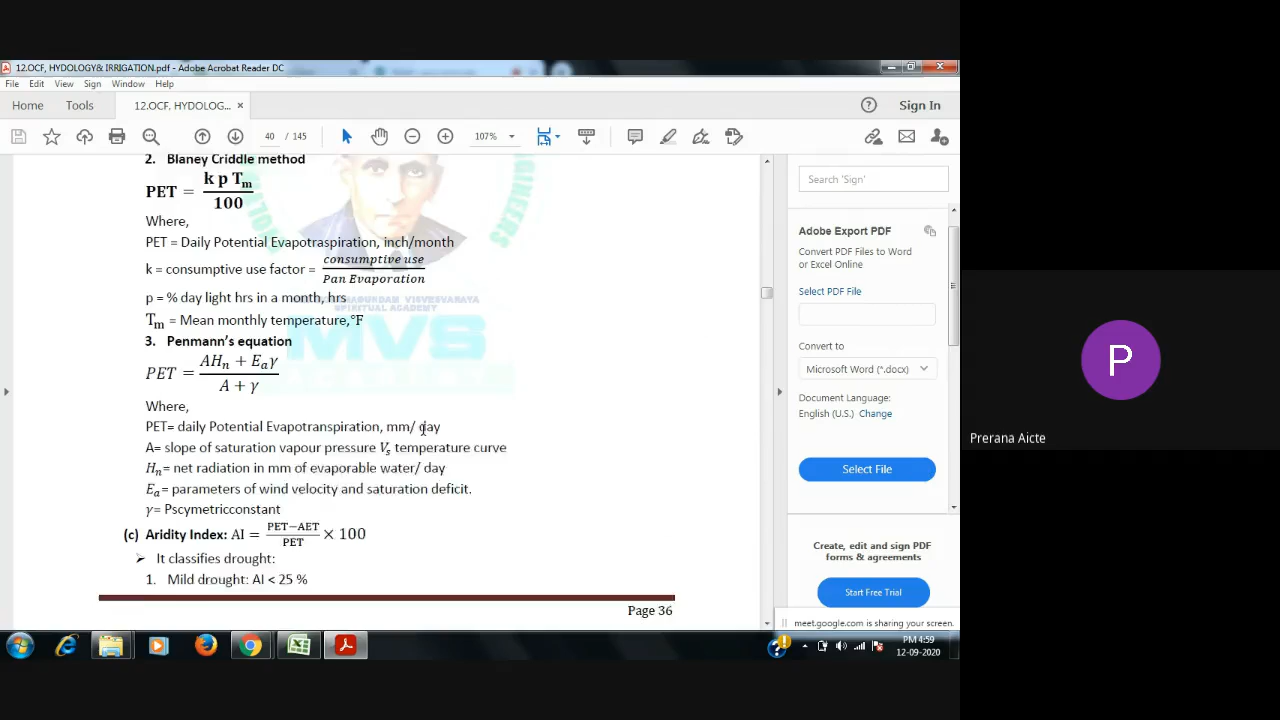 12.OCF, HYDOLOGY& IRRIGATION.pdf - Adobe Acrobat Reader DC
File Edit View Sign Window Help
Home Tools 12.OCF, HYDOLOG... × Sign In
40 / 145 107%
2. Blaney Criddle method
PET = k p Tm / 100
Where,
PET = Daily Potential Evapotraspiration, inch/month
k = consumptive use factor = consumptive use / Pan Evaporation
p = % day light hrs in a month, hrs
Tm = Mean monthly temperature,°F
3. Penmann's equation
PET = AHn + Eaγ / A + γ
Where,
PET= daily Potential Evapotranspiration, mm/ day
A= slope of saturation vapour pressure Vs temperature curve
Hn= net radiation in mm of evaporable water/ day
Ea= parameters of wind velocity and saturation deficit.
γ= Pscymetricconstant
(c) Aridity Index: AI = PET−AET / PET × 100
➢ It classifies drought:
1. Mild drought: AI < 25 %
Page 36
ENGINEERS
SPIRITUAL ACADEMY
MVS
Search 'Sign'
Adobe Export PDF
Convert PDF Files to Word
or Excel Online
Select PDF File
Convert to
Microsoft Word (*.docx)
Document Language:
English (U.S.) Change
Select File
Create, edit and sign PDF
forms & agreements
Start Free Trial
meet.google.com is sharing your screen.
PM 4:59
12-09-2020
P
Prerana Aicte